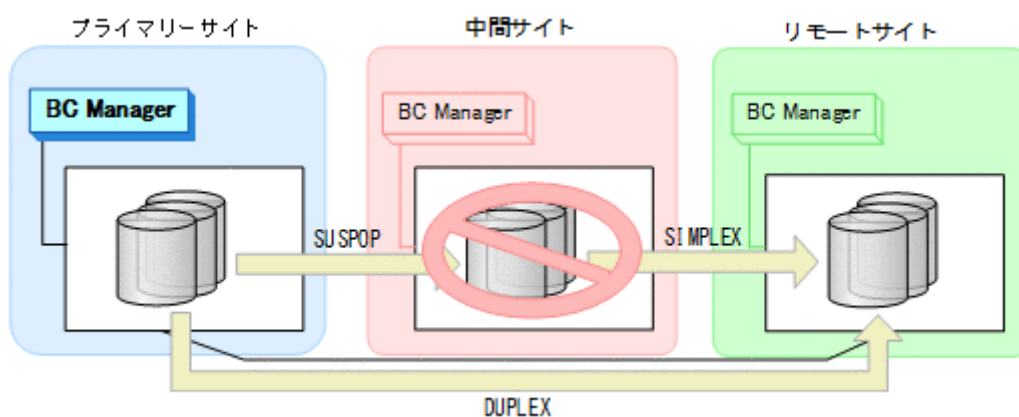 プライマリーサイト
中間サイト
リモートサイト
BC Manager
BC Manager
BC Manager
SUSPOP
SIMPLEX
DUPLEX